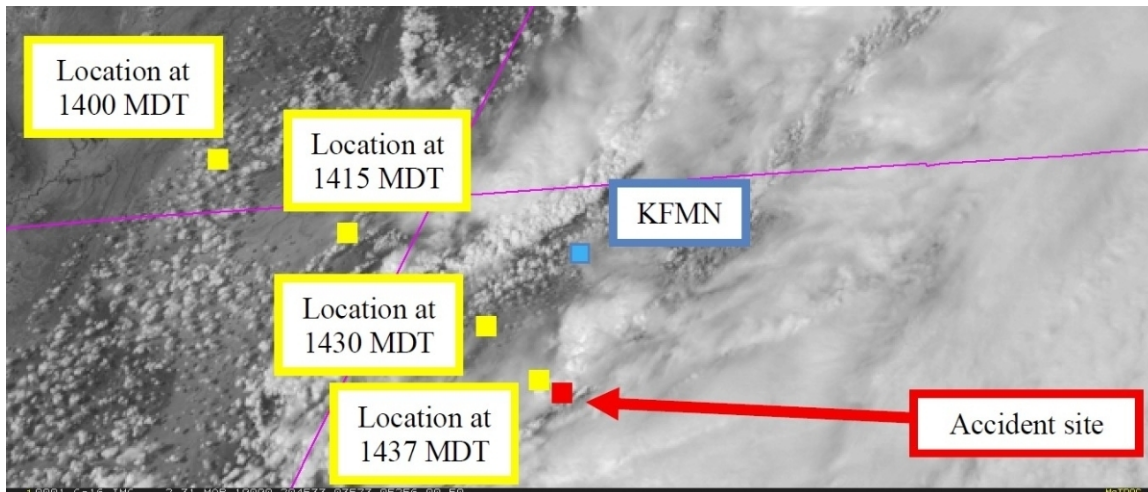 Location at
1400 MDT
Location at
1415 MDT
KFMN
Location at
1430 MDT
Location at
1437 MDT
Accident site